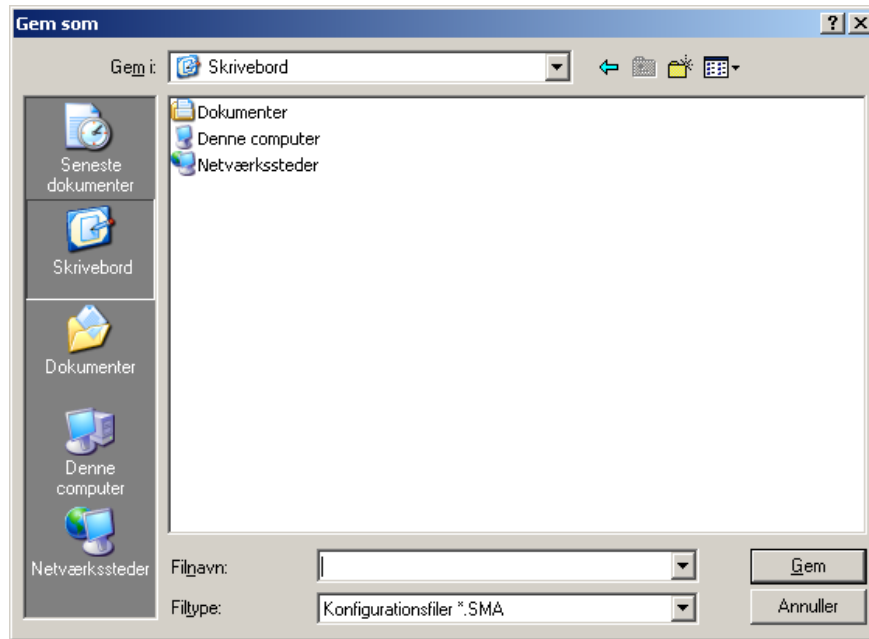 Gem som
Gem i:
Skrivebord
Dokumenter
Denne computer
Netværkssteder
Seneste
dokumenter
Skrivebord
Dokumenter
Denne
computer
Netværkssteder
Filnavn:
Gem
Filtype:
Konfigurationsfiler *.SMA
Annuller